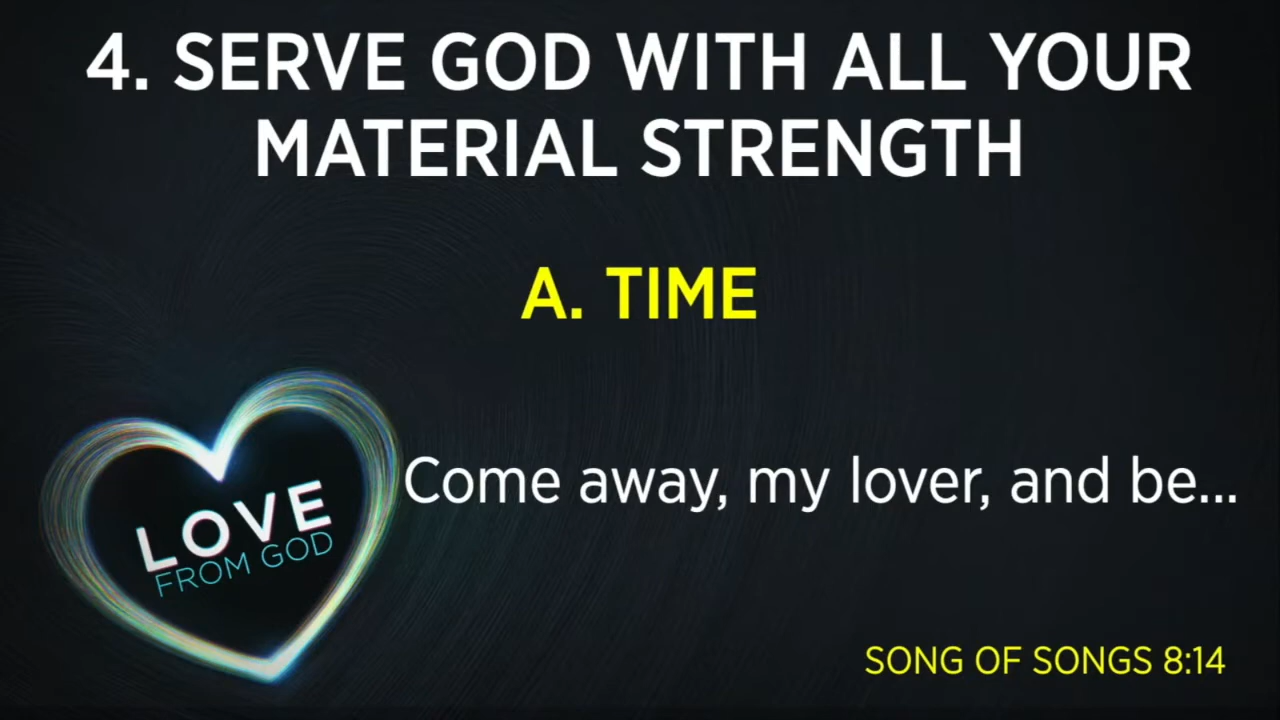 4. SERVE GOD WITH ALL YOUR
MATERIAL STRENGTH
A. TIME
Come away, my lover, and be...
LOVE
FROM GOD
SONG OF SONGS 8:14